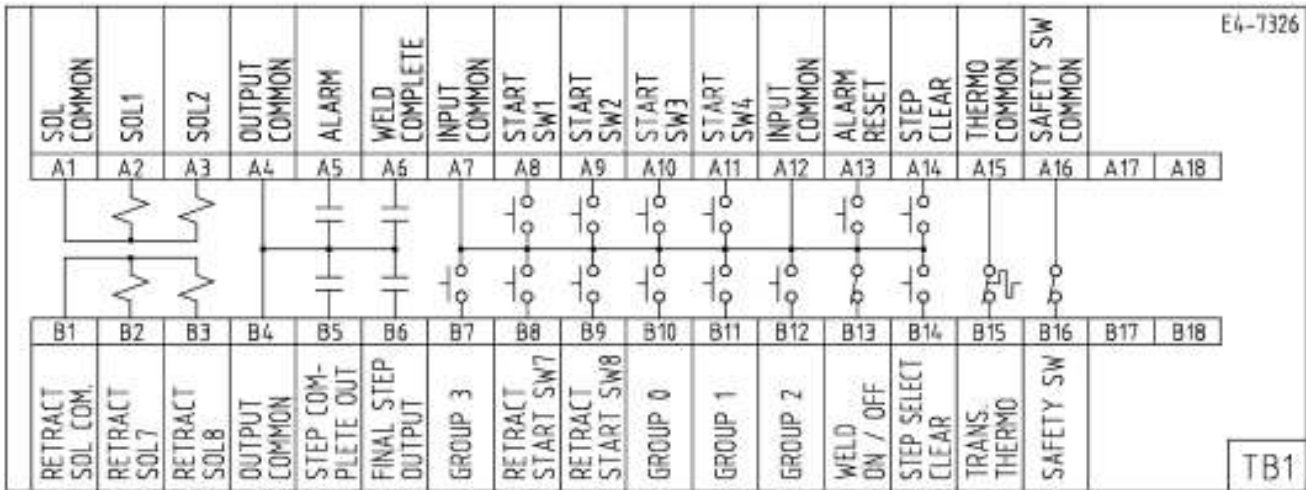 E4-7326
SOL
COMMON
SOL1
SOL2
OUTPUT
COMMON
ALARM
WELD
COMPLETE
INPUT
COMMON
START
SW1
START
SW2
START
SW3
START
SW4
INPUT
COMMON
ALARM
RESET
STEP
CLEAR
THERMO
COMMON
SAFETY SW
COMMON
A1 A2 A3 A4 A5 A6 A7 A8 A9 A10 A11 A12 A13 A14 A15 A16 A17 A18
B1 B2 B3 B4 B5 B6 B7 B8 B9 B10 B11 B12 B13 B14 B15 B16 B17 B18
RETRACT
SOL COM.
RETRACT
SOL7
RETRACT
SOL8
OUTPUT
COMMON
STEP COM-
PLETE OUT
FINAL STEP
OUTPUT
GROUP 3
RETRACT
START SW7
RETRACT
START SW8
GROUP 0
GROUP 1
GROUP 2
WELD
ON / OFF
STEP SELECT
CLEAR
TRANS.
THERMO
SAFETY SW
TB1